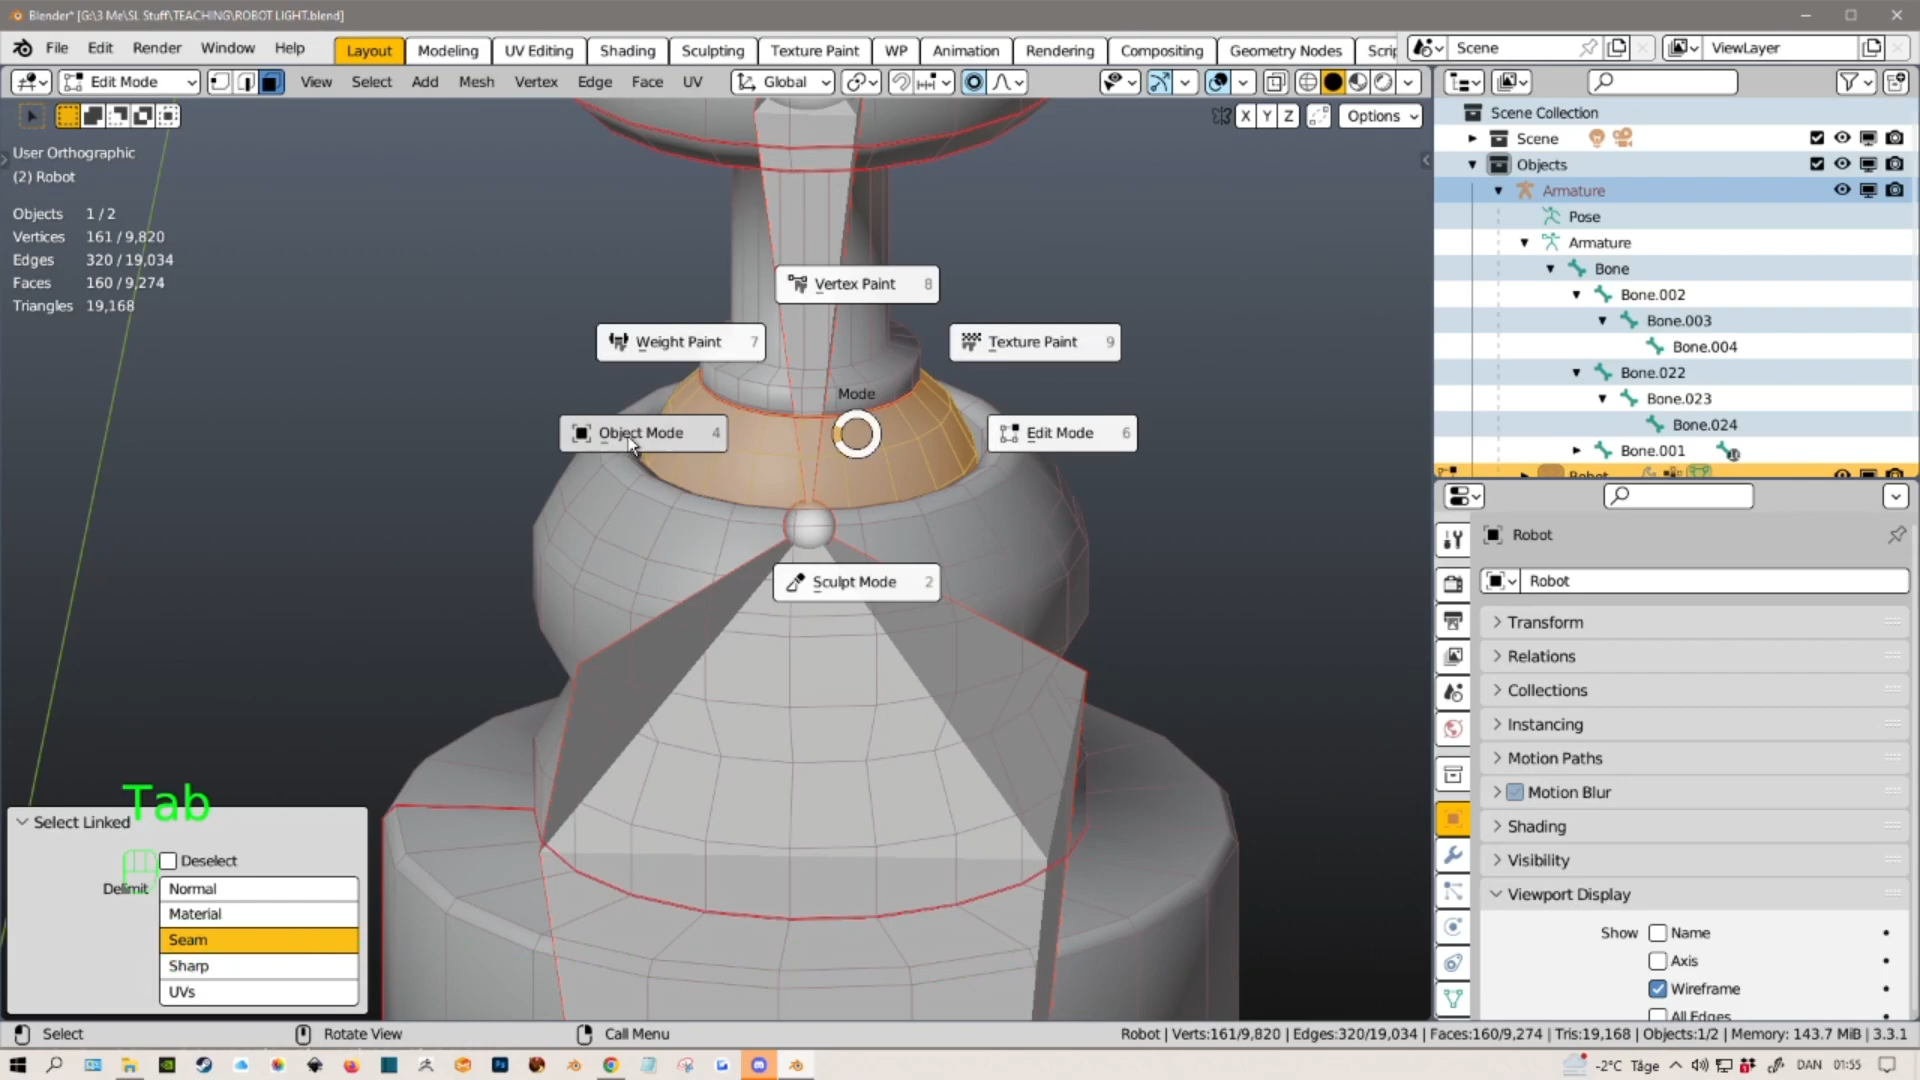 Blender* [G:\3 Me\SL Stuff\TEACHING\ROBOT LIGHT.blend]
File Edit Render Window Help Layout Modeling UV Editing Shading Sculpting Texture Paint WP Animation Rendering Compositing Geometry Nodes Scrip Scene ViewLayer
Edit Mode View Select Add Mesh Vertex Edge Face UV Global
X Y Z Options
User Orthographic
(2) Robot
Objects 1 / 2
Vertices 161 / 9,820
Edges 320 / 19,034
Faces 160 / 9,274
Triangles 19,168
Vertex Paint 8
Weight Paint 7
Texture Paint 9
Mode
Object Mode 4
Edit Mode 6
Sculpt Mode 2
Tab
Select Linked
Deselect
Delimit Normal
Material
Seam
Sharp
UVs
Scene Collection
Scene
Objects
Armature
Pose
Armature
Bone
Bone.002
Bone.003
Bone.004
Bone.022
Bone.023
Bone.024
Bone.001
Robot
Robot
Robot
Transform
Relations
Collections
Instancing
Motion Paths
Motion Blur
Shading
Visibility
Viewport Display
Show Name
Axis
Wireframe
All Edges
Select Rotate View Call Menu Robot | Verts:161/9,820 | Edges:320/19,034 | Faces:160/9,274 | Tris:19,168 | Objects:1/2 | Memory: 143.7 MiB | 3.3.1
-2°C Tåge DAN 01:55